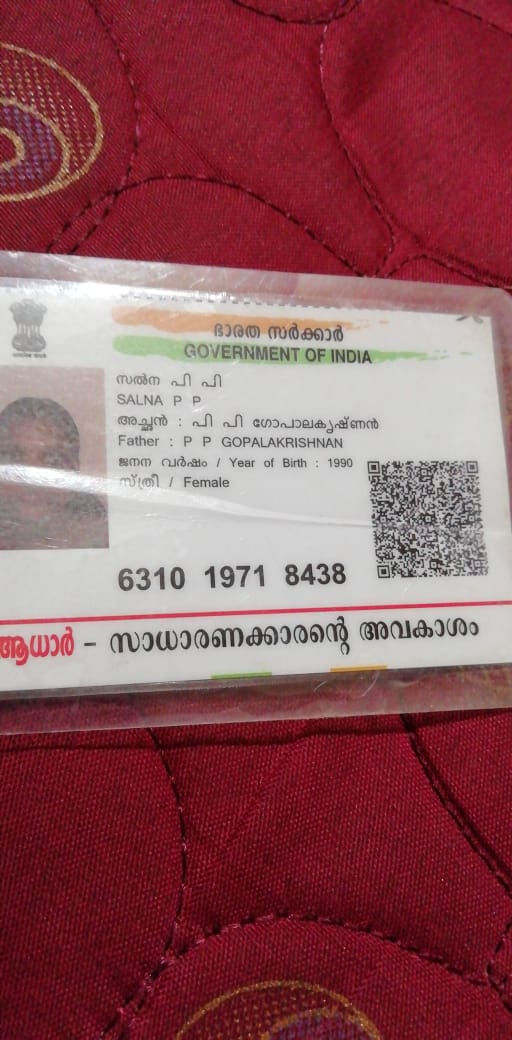 ഭാരത സർക്കാർ
GOVERNMENT OF INDIA
സൽന പി പി
SALNA P P
അച്ഛൻ : പി പി ഗോപാലകൃഷ്ണൻ
Father : P P GOPALAKRISHNAN
ജനന വർഷം / Year of Birth : 1990
സ്ത്രീ / Female
6310 1971 8438
ആധാർ - സാധാരണക്കാരന്റെ അവകാശം